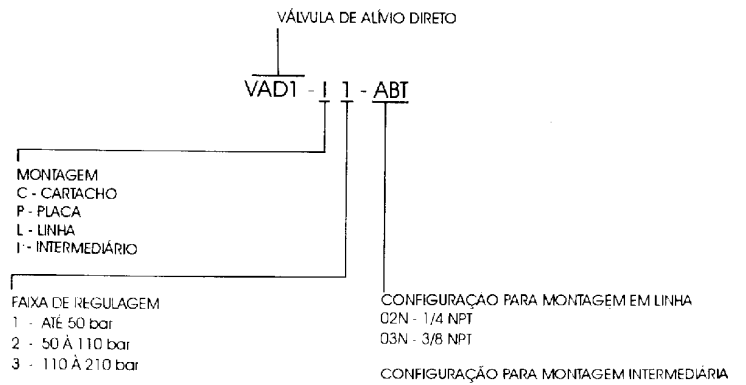 VÁLVULA DE ALÍVIO DIRETO
VAD1 - I 1 - ABT
MONTAGEM
C - CARTACHO
P - PLACA
L - LINHA
I - INTERMEDIÁRIO
FAIXA DE REGULAGEM
1 - ATÉ 50 bar
2 - 50 À 110 bar
3 - 110 À 210 bar
CONFIGURAÇÃO PARA MONTAGEM EM LINHA
02N - 1/4 NPT
03N - 3/8 NPT
CONFIGURAÇÃO PARA MONTAGEM INTERMEDIÁRIA